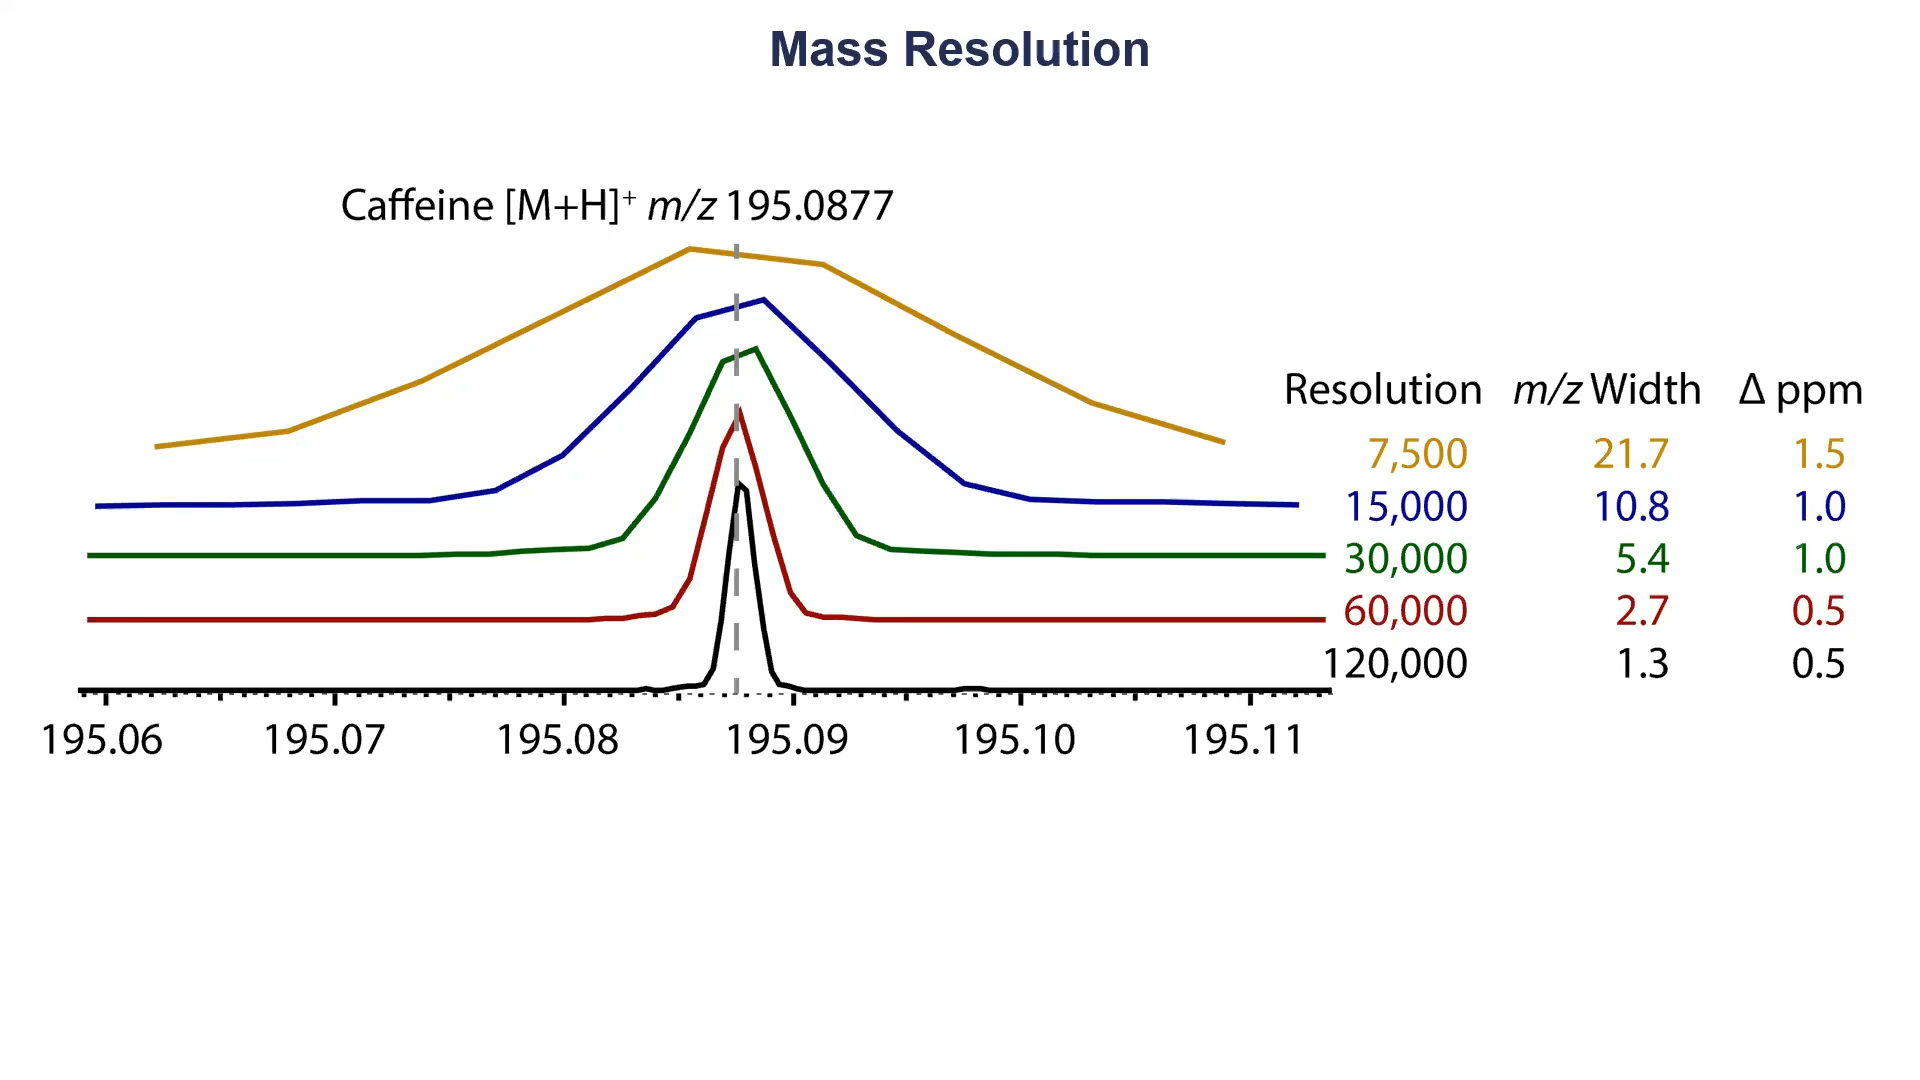 Mass Resolution
Caffeine [M+H]⁺ m/z 195.0877
Resolution m/z Width Δ ppm
7,500 21.7 1.5
15,000 10.8 1.0
30,000 5.4 1.0
60,000 2.7 0.5
120,000 1.3 0.5
195.06 195.07 195.08 195.09 195.10 195.11